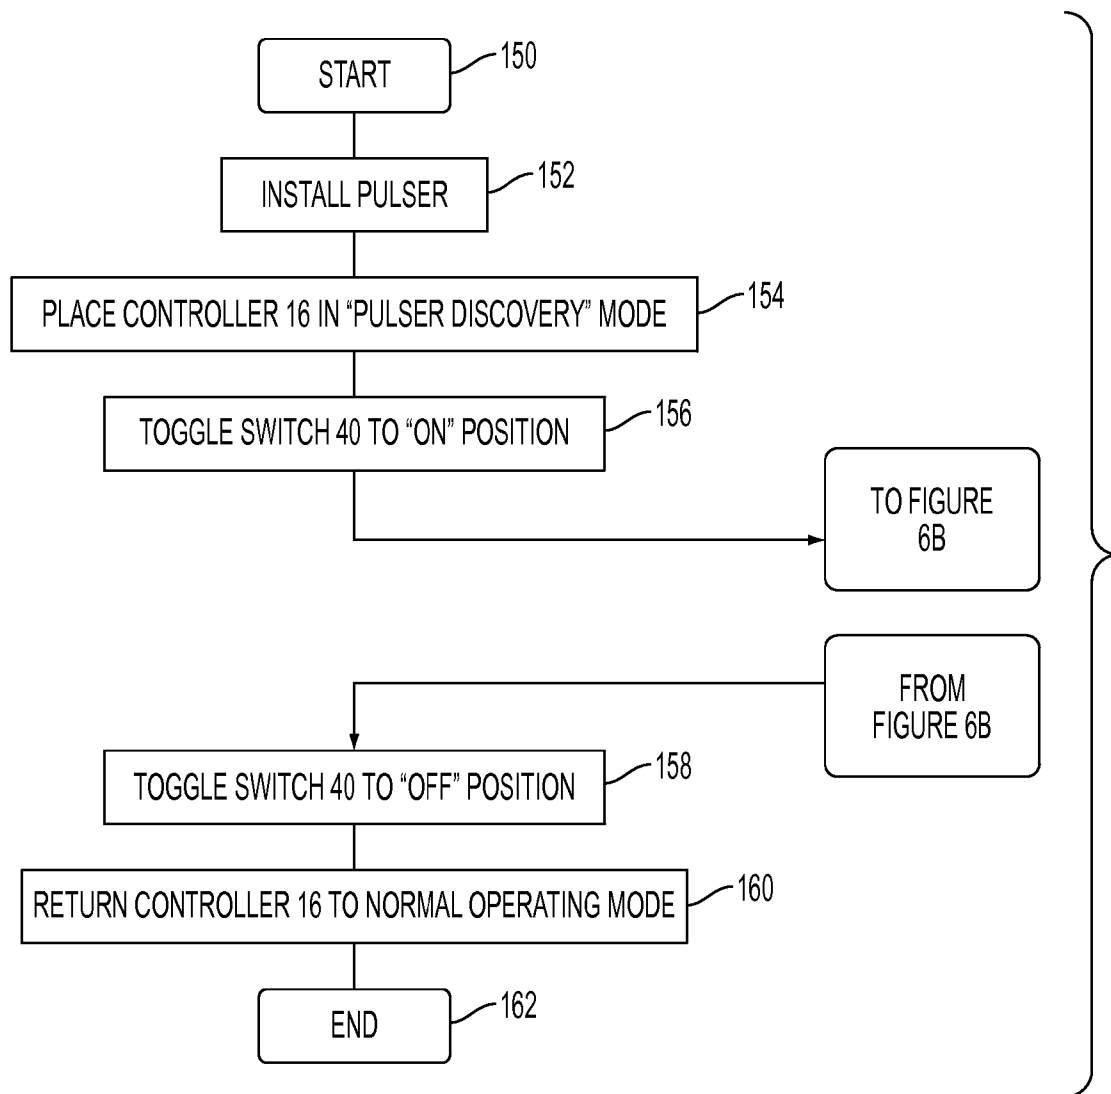 START
150
INSTALL PULSER
152
PLACE CONTROLLER 16 IN “PULSER DISCOVERY” MODE
154
TOGGLE SWITCH 40 TO “ON” POSITION
156
TO FIGURE
6B
FROM
FIGURE 6B
TOGGLE SWITCH 40 TO “OFF” POSITION
158
RETURN CONTROLLER 16 TO NORMAL OPERATING MODE
160
END
162